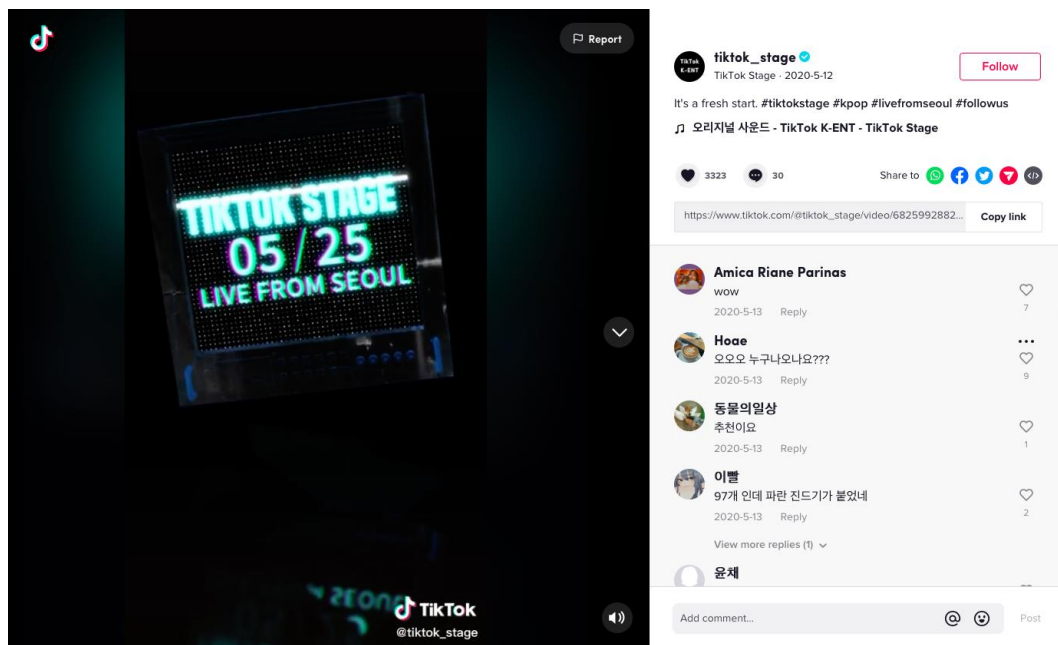 Report
TIKTOK STAGE
05/25
LIVE FROM SEOUL
TikTok
@tiktok_stage
TikTok
K-ENT
tiktok_stage
TikTok Stage · 2020-5-12
Follow
It's a fresh start. #tiktokstage #kpop #livefromseoul #followus
오리지널 사운드 - TikTok K-ENT - TikTok Stage
3323
30
Share to
https://www.tiktok.com/@tiktok_stage/video/6825992882...
Copy link
Amica Riane Parinas
wow
2020-5-13 Reply
7
Hoae
오오오 누구나오나요???
2020-5-13 Reply
9
동물의일상
추천이요
2020-5-13 Reply
1
이빨
97개 인데 파란 진드기가 붙었네
2020-5-13 Reply
2
View more replies (1)
윤채
Add comment...
Post